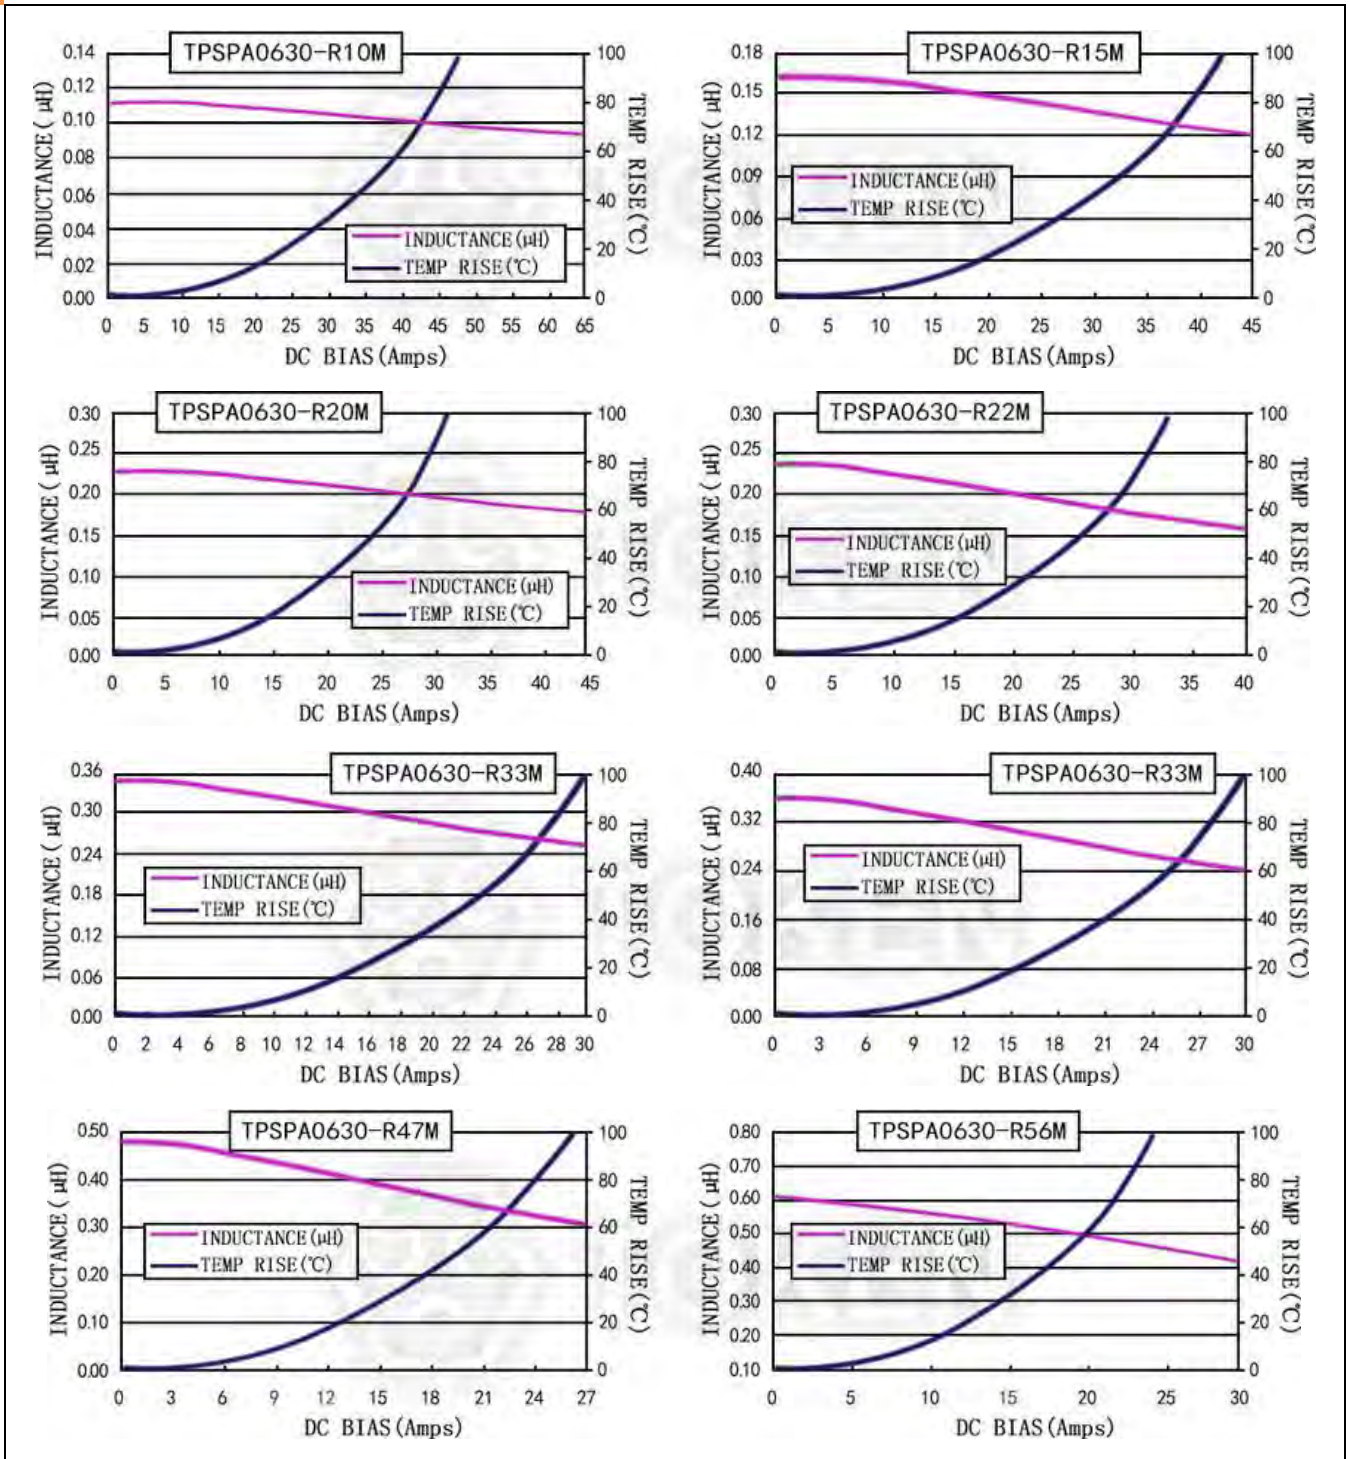 TPSPA0630-R10M
INDUCTANCE( μH)
0.14
0.12
0.10
0.08
0.06
0.04
0.02
0.00
100
80
60
40
20
0
TEMP RISE(℃)
INDUCTANCE(μH)
TEMP RISE(℃)
0 5 10 15 20 25 30 35 40 45 50 55 60 65
DC BIAS(Amps)
TPSPA0630-R15M
INDUCTANCE( μH)
0.18
0.15
0.12
0.09
0.06
0.03
0.00
100
80
60
40
20
0
TEMP RISE(℃)
INDUCTANCE(μH)
TEMP RISE(℃)
0 5 10 15 20 25 30 35 40 45
DC BIAS(Amps)
TPSPA0630-R20M
INDUCTANCE( μH)
0.30
0.25
0.20
0.15
0.10
0.05
0.00
100
80
60
40
20
0
TEMP RISE(℃)
INDUCTANCE(μH)
TEMP RISE(℃)
0 5 10 15 20 25 30 35 40 45
DC BIAS(Amps)
TPSPA0630-R22M
INDUCTANCE( μH)
0.30
0.25
0.20
0.15
0.10
0.05
0.00
100
80
60
40
20
0
TEMP RISE(℃)
INDUCTANCE(μH)
TEMP RISE(℃)
0 5 10 15 20 25 30 35 40
DC BIAS(Amps)
TPSPA0630-R33M
INDUCTANCE( μH)
0.36
0.30
0.24
0.18
0.12
0.06
0.00
100
80
60
40
20
0
TEMP RISE(℃)
INDUCTANCE(μH)
TEMP RISE(℃)
0 2 4 6 8 10 12 14 16 18 20 22 24 26 28 30
DC BIAS(Amps)
TPSPA0630-R33M
INDUCTANCE( μH)
0.40
0.32
0.24
0.16
0.08
0.00
100
80
60
40
20
0
TEMP RISE(℃)
INDUCTANCE(μH)
TEMP RISE(℃)
0 3 6 9 12 15 18 21 24 27 30
DC BIAS(Amps)
TPSPA0630-R47M
INDUCTANCE( μH)
0.50
0.40
0.30
0.20
0.10
0.00
100
80
60
40
20
0
TEMP RISE(℃)
INDUCTANCE(μH)
TEMP RISE(℃)
0 3 6 9 12 15 18 21 24 27
DC BIAS(Amps)
TPSPA0630-R56M
INDUCTANCE( μH)
0.80
0.70
0.60
0.50
0.40
0.30
0.20
0.10
100
80
60
40
20
0
TEMP RISE(℃)
INDUCTANCE(μH)
TEMP RISE(℃)
0 5 10 15 20 25 30
DC BIAS(Amps)